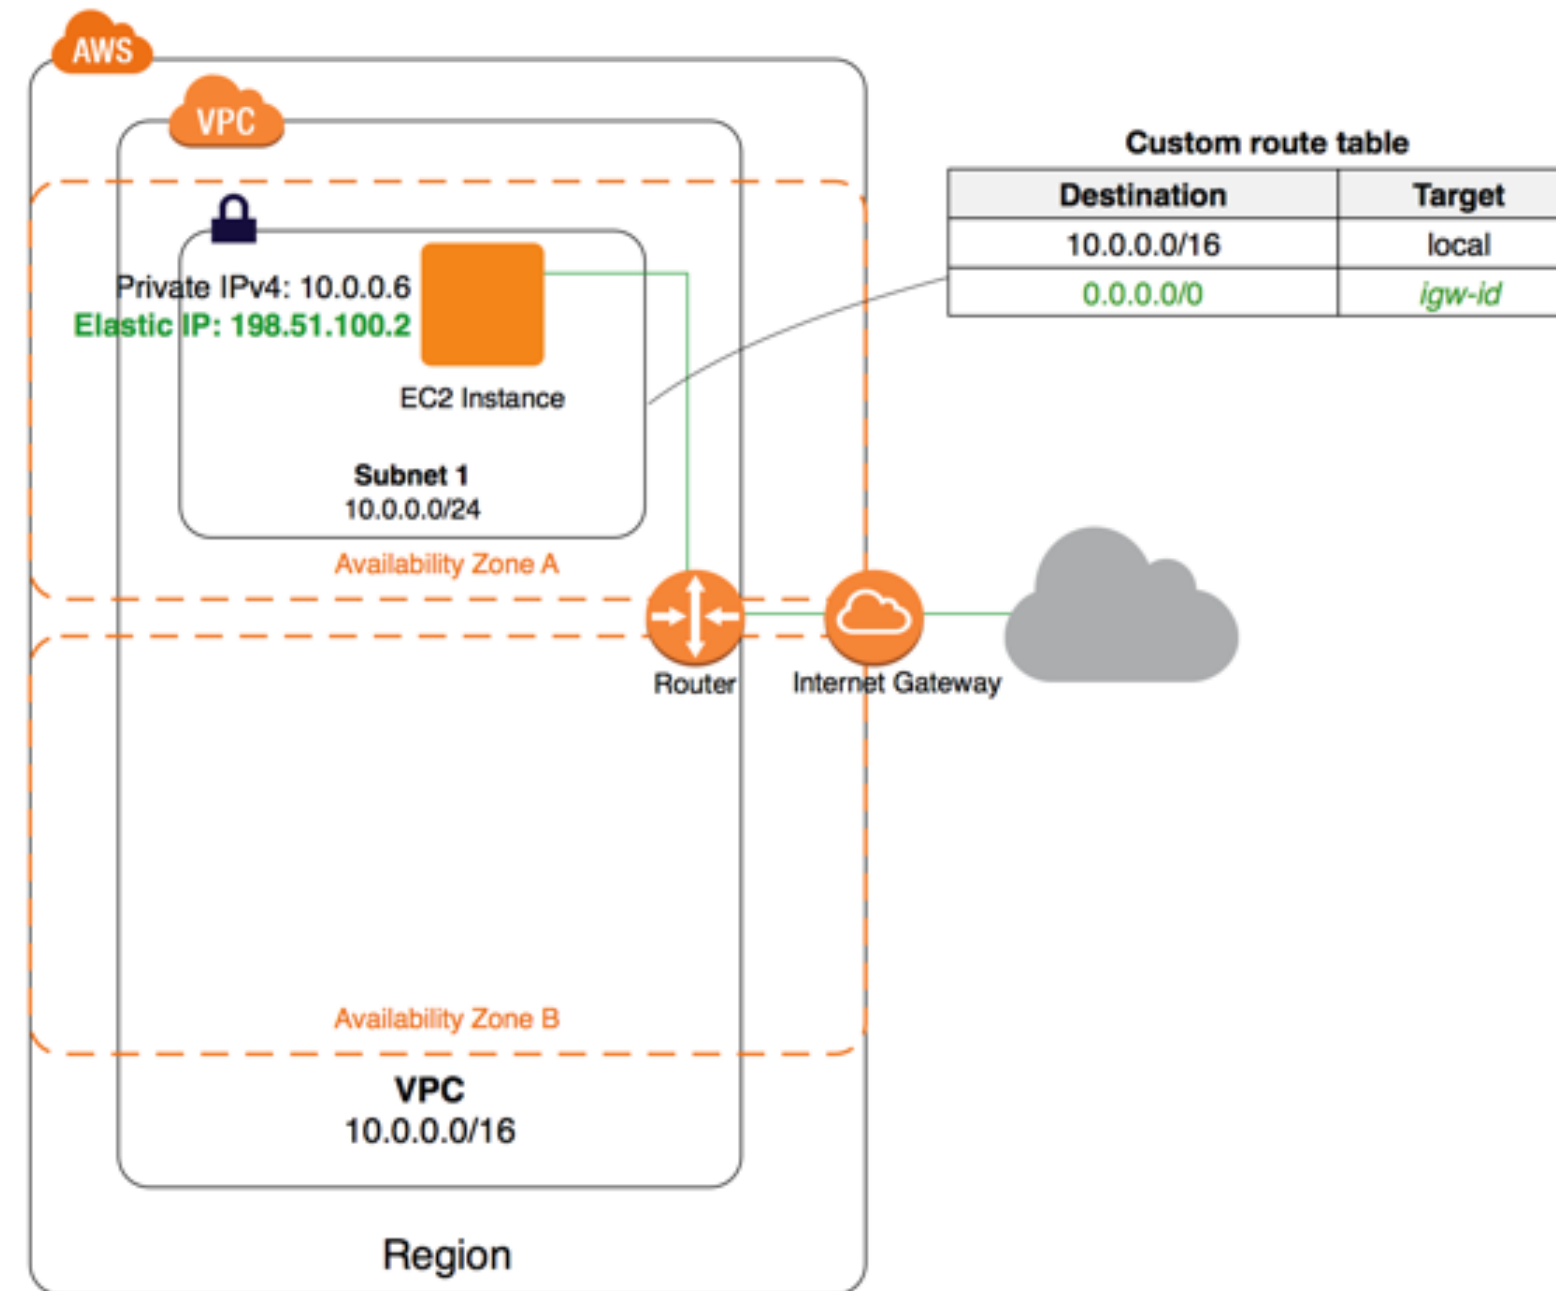 AWS
VPC
Custom route table
Destination Target
10.0.0.0/16 local
0.0.0.0/0 igw-id
Private IPv4: 10.0.0.6
Elastic IP: 198.51.100.2
EC2 Instance
Subnet 1
10.0.0.0/24
Availability Zone A
Router
Internet Gateway
Availability Zone B
VPC
10.0.0.0/16
Region